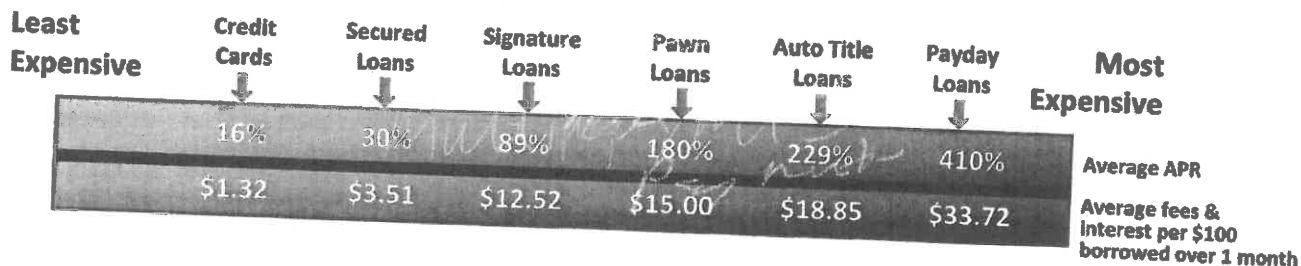 Least
Expensive
Credit
Cards
Secured
Loans
Signature
Loans
Pawn
Loans
Auto Title
Loans
Payday
Loans
Most
Expensive
16% 30% 89% 180% 229% 410%
Average APR
$1.32 $3.51 $12.52 $15.00 $18.85 $33.72
Average fees &
interest per $100
borrowed over 1 month